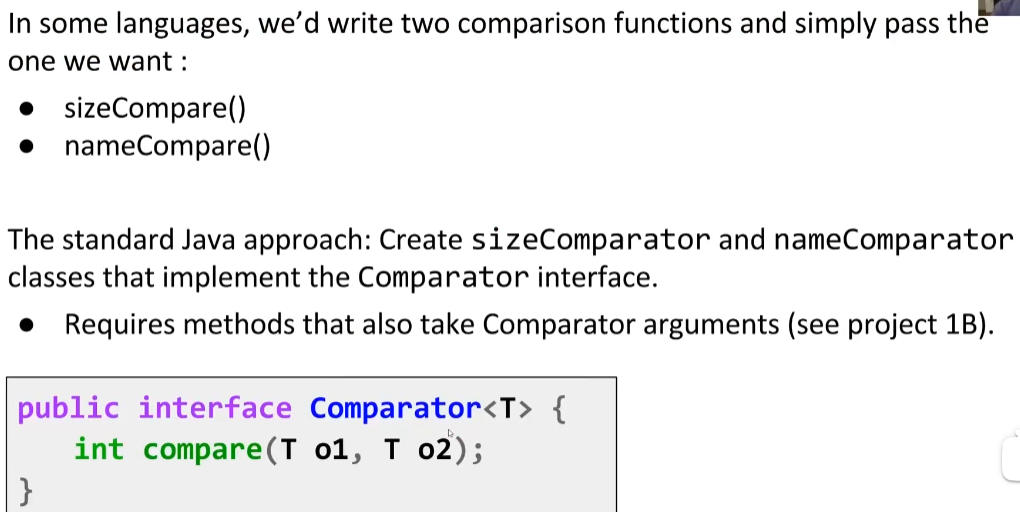 In some languages, we’d write two comparison functions and simply pass the
one we want :
● sizeCompare()
● nameCompare()
The standard Java approach: Create sizeComparator and nameComparator
classes that implement the Comparator interface.
● Requires methods that also take Comparator arguments (see project 1B).
public interface Comparator<T> {
int compare(T o1, T o2);
}